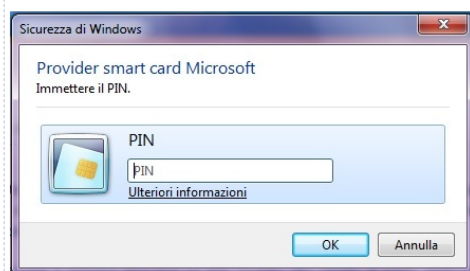 Sicurezza di Windows
Provider smart card Microsoft
Immettere il PIN.
PIN
PIN
Ulteriori informazioni
OK Annulla